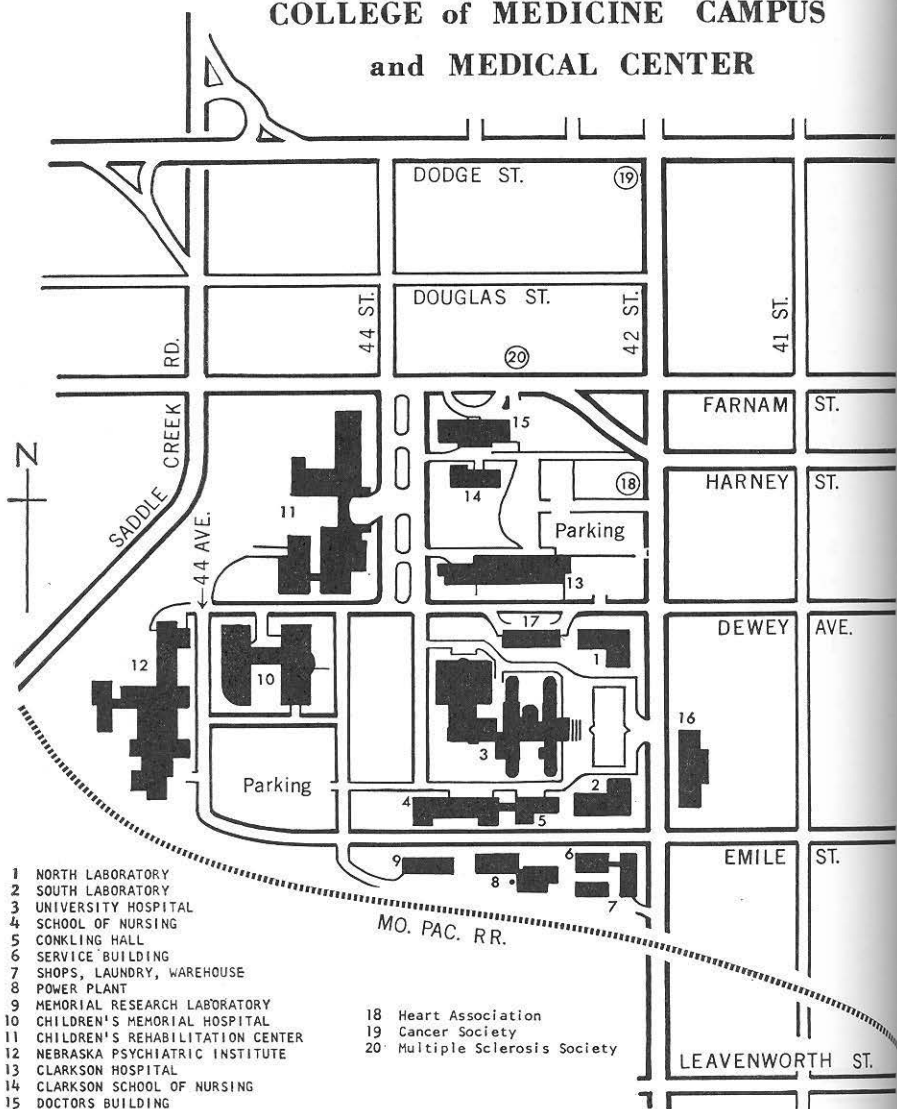 COLLEGE of MEDICINE CAMPUS
and MEDICAL CENTER
DODGE ST.
19
DOUGLAS ST.
44 ST.
42 ST.
41 ST.
20
RD.
FARNAM ST.
15
N
CREEK
14
18
HARNEY ST.
SADDLE
11
Parking
44 AVE.
13
17
DEWEY AVE.
1
12
10
16
3
Parking
2
4
5
EMILE ST.
9
6
8
7
MO. PAC. RR.
1 NORTH LABORATORY
2 SOUTH LABORATORY
3 UNIVERSITY HOSPITAL
4 SCHOOL OF NURSING
5 CONKLING HALL
6 SERVICE BUILDING
7 SHOPS, LAUNDRY, WAREHOUSE
8 POWER PLANT
9 MEMORIAL RESEARCH LABORATORY
10 CHILDREN'S MEMORIAL HOSPITAL
11 CHILDREN'S REHABILITATION CENTER
12 NEBRASKA PSYCHIATRIC INSTITUTE
13 CLARKSON HOSPITAL
14 CLARKSON SCHOOL OF NURSING
15 DOCTORS BUILDING
18 Heart Association
19 Cancer Society
20 Multiple Sclerosis Society
LEAVENWORTH ST.